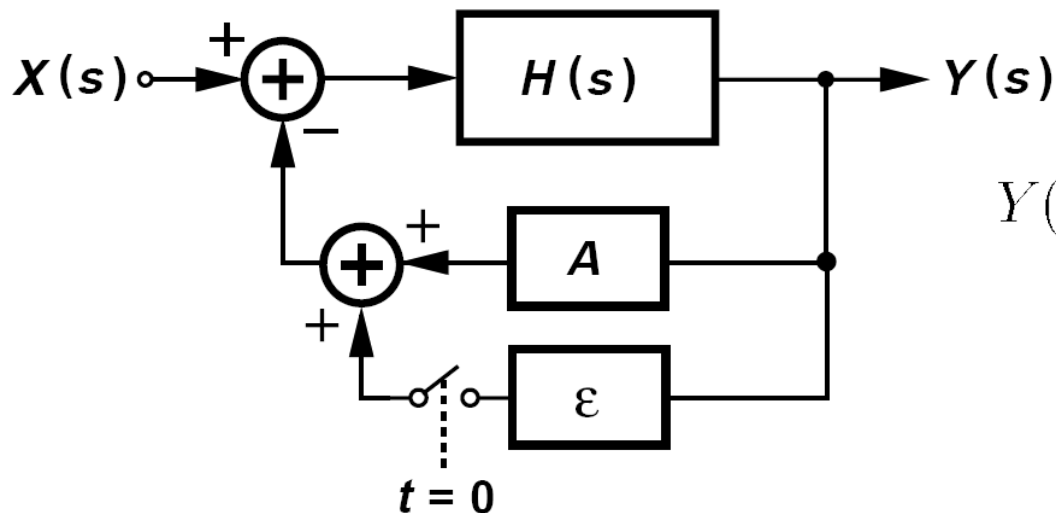 +
X(s)
+
H(s)
Y(s)
−
Y(
+
+
A
+
ε
t = 0